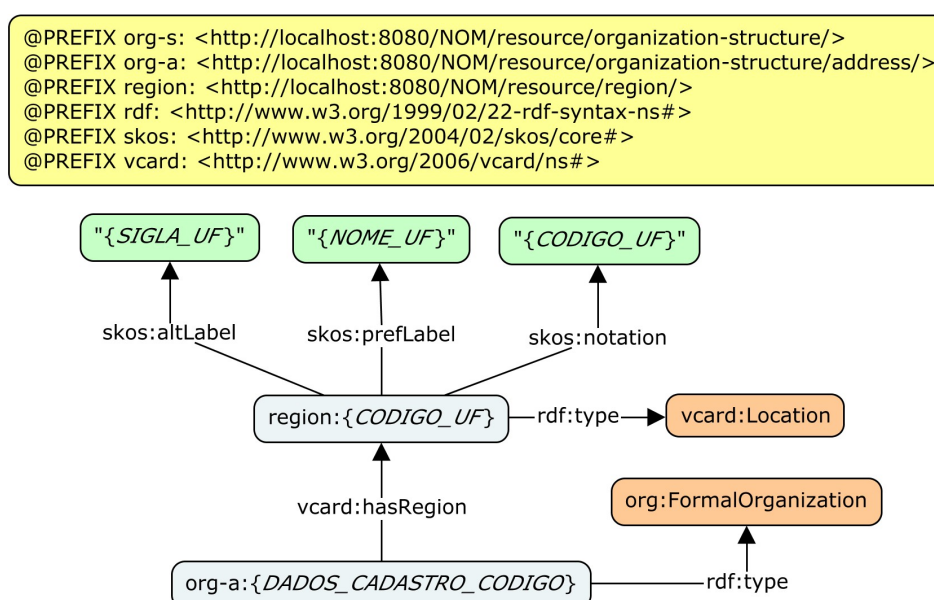 @PREFIX org-s: <http://localhost:8080/NOM/resource/organization-structure/>
@PREFIX org-a: <http://localhost:8080/NOM/resource/organization-structure/address/>
@PREFIX region: <http://localhost:8080/NOM/resource/region/>
@PREFIX rdf: <http://www.w3.org/1999/02/22-rdf-syntax-ns#>
@PREFIX skos: <http://www.w3.org/2004/02/skos/core#>
@PREFIX vcard: <http://www.w3.org/2006/vcard/ns#>
"{SIGLA_UF}"
"{NOME_UF}"
"{CODIGO_UF}"
skos:altLabel
skos:prefLabel
skos:notation
region:{CODIGO_UF}
rdf:type
vcard:Location
vcard:hasRegion
org:FormalOrganization
org-a:{DADOS_CADASTRO_CODIGO}
rdf:type